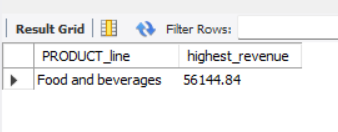 Result Grid Filter Rows:
PRODUCT_line highest_revenue
Food and beverages 56144.84